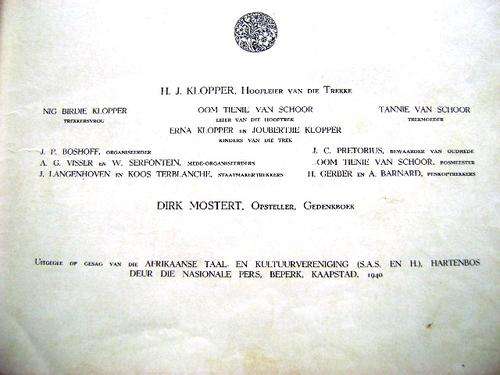 H. J. KLOPPER, Hoofleier van die Trekke
NIG BIRDIE KLOPPER OOM TIENIE VAN SCHOOR TANNIE VAN SCHOOR
TREKKERSVROU LEIER VAN DIE HOOFTREK TREKMOEDER
ERNA KLOPPER en JOUBERTJIE KLOPPER
KINDERS VAN DIE TREK
J. P. BOSHOFF, ORGANISEERDER J. C. PRETORIUS, BEWAARDER VAN OUDHEDE
A. G. VISSER en W. SERFONTEIN, MEDE-ORGANISEERDERS OOM TIENIE VAN SCHOOR, POSMEESTER
J. LANGENHOVEN en KOOS TERBLANCHE, STAATMAKERTREKKERS H. GERBER en A. BARNARD, PENKOPTREKKERS
DIRK MOSTERT, Opsteller, Gedenkboek
Uitgegee op gesag van die AFRIKAANSE TAAL- EN KULTUURVERENIGING (S.A.S. EN H.), HARTENBOS
DEUR DIE NASIONALE PERS, BEPERK, KAAPSTAD, 1940